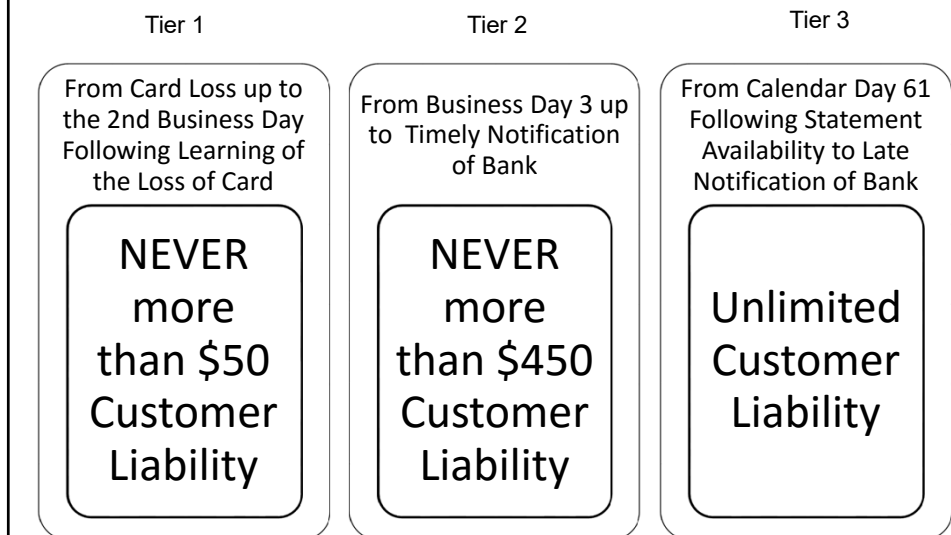 Tier 1
Tier 2
Tier 3
From Card Loss up to
the 2nd Business Day
Following Learning of
the Loss of Card
NEVER
more
than $50
Customer
Liability
From Business Day 3 up
to Timely Notification
of Bank
NEVER
more
than $450
Customer
Liability
From Calendar Day 61
Following Statement
Availability to Late
Notification of Bank
Unlimited
Customer
Liability